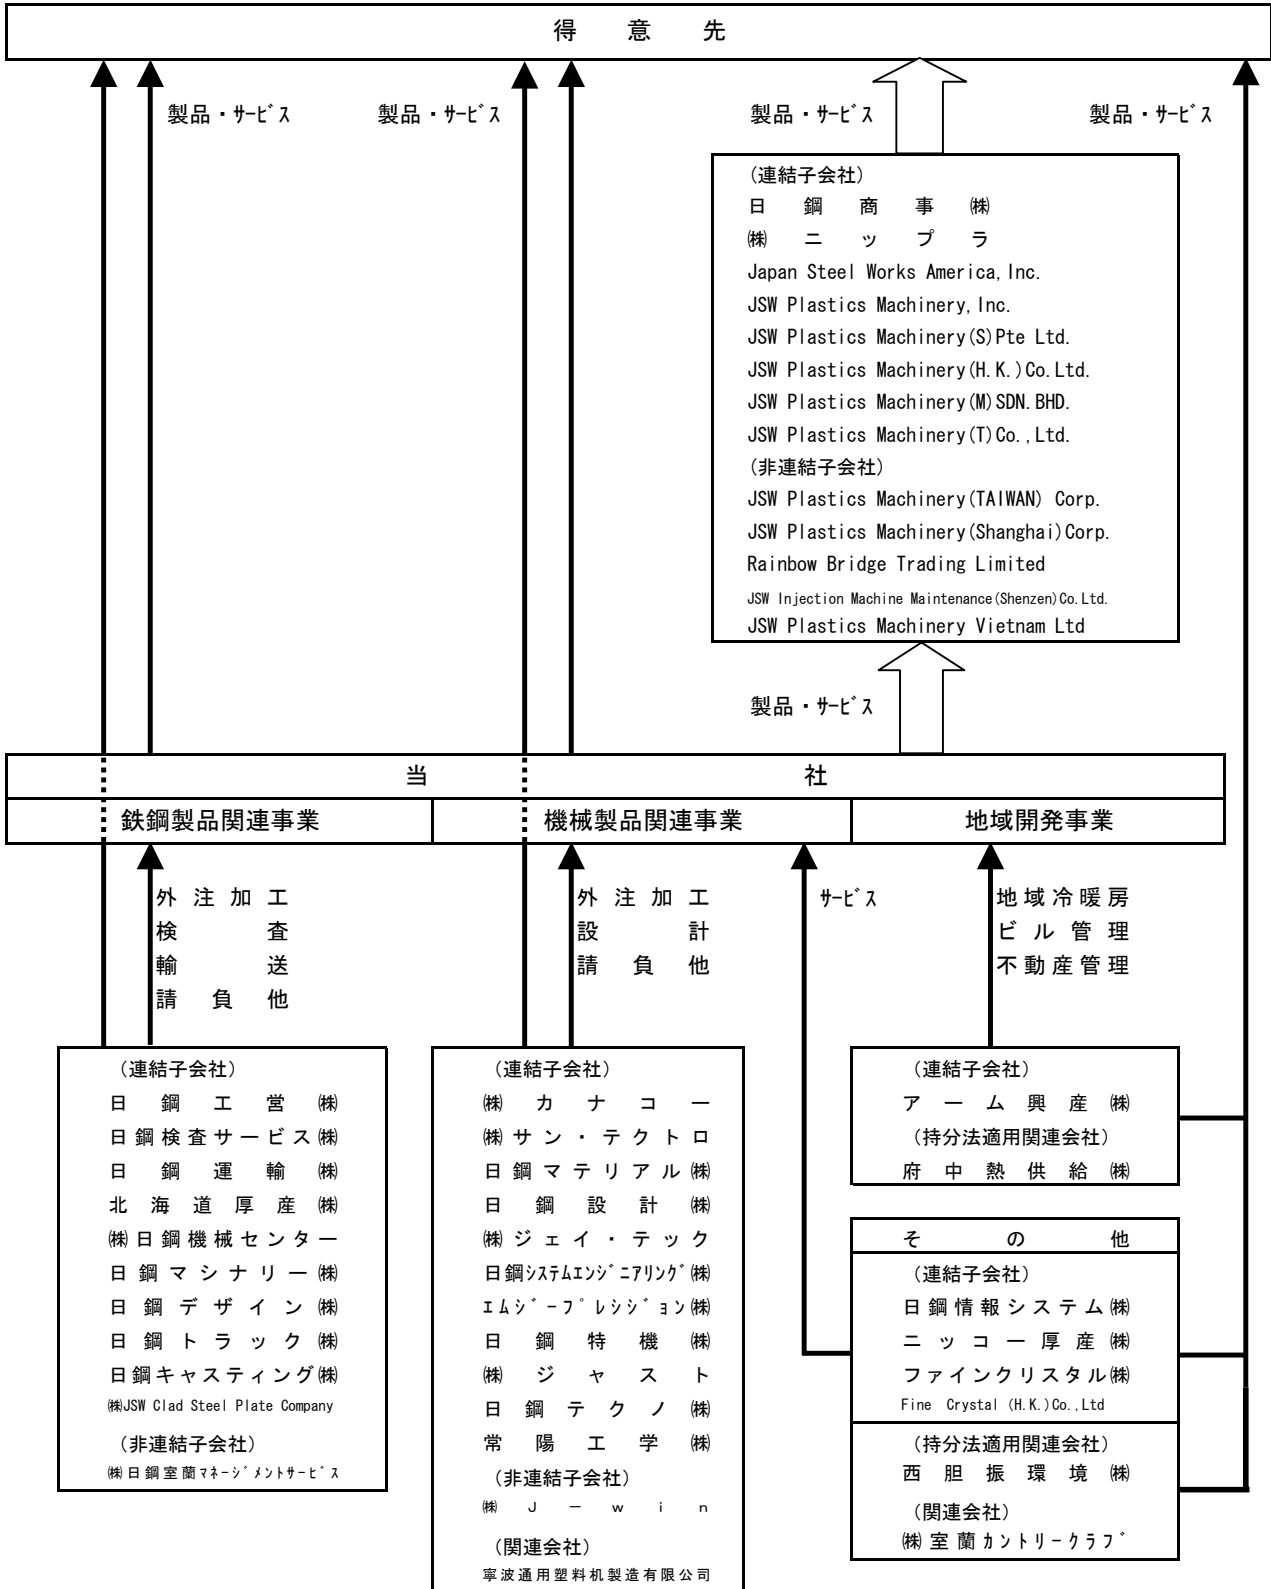 得意先
製品・ｻｰﾋﾞｽ
製品・ｻｰﾋﾞｽ
製品・ｻｰﾋﾞｽ
製品・ｻｰﾋﾞｽ
(連結子会社)
日鋼商事㈱
㈱ニップラ
Japan Steel Works America, Inc.
JSW Plastics Machinery, Inc.
JSW Plastics Machinery(S)Pte Ltd.
JSW Plastics Machinery(H.K.)Co.Ltd.
JSW Plastics Machinery(M)SDN.BHD.
JSW Plastics Machinery(T)Co.,Ltd.
(非連結子会社)
JSW Plastics Machinery(TAIWAN) Corp.
JSW Plastics Machinery(Shanghai)Corp.
Rainbow Bridge Trading Limited
JSW Injection Machine Maintenance(Shenzen)Co.Ltd.
JSW Plastics Machinery Vietnam Ltd
製品・ｻｰﾋﾞｽ
当社
鉄鋼製品関連事業
機械製品関連事業
地域開発事業
外注加工
検査
輸送
請負他
外注加工
設計
請負他
ｻｰﾋﾞｽ
地域冷暖房
ビル管理
不動産管理
(連結子会社)
日鋼工営㈱
日鋼検査サービス㈱
日鋼運輸㈱
北海道厚産㈱
㈱日鋼機械センター
日鋼マシナリー㈱
日鋼デザイン㈱
日鋼トラック㈱
日鋼キャスティング㈱
㈱JSW Clad Steel Plate Company
(非連結子会社)
㈱日鋼室蘭ﾏﾈｰｼﾞﾒﾝﾄｻｰﾋﾞｽ
(連結子会社)
㈱カナコー
㈱サン・テクトロ
日鋼マテリアル㈱
日鋼設計㈱
㈱ジェイ・テック
日鋼ｼｽﾃﾑｴﾝｼﾞﾆｱﾘﾝｸﾞ㈱
ｴﾑｼﾞｰﾌﾟﾚｼｼﾞｮﾝ㈱
日鋼特機㈱
㈱ジャスト
日鋼テクノ㈱
常陽工学㈱
(非連結子会社)
㈱J－win
(関連会社)
寧波通用塑料机製造有限公司
(連結子会社)
アーム興産㈱
(持分法適用関連会社)
府中熱供給㈱
その他
(連結子会社)
日鋼情報システム㈱
ニッコー厚産㈱
ファインクリスタル㈱
Fine Crystal (H.K.)Co.,Ltd
(持分法適用関連会社)
西胆振環境㈱
(関連会社)
㈱室蘭ｶﾝﾄﾘｰｸﾗﾌﾞ